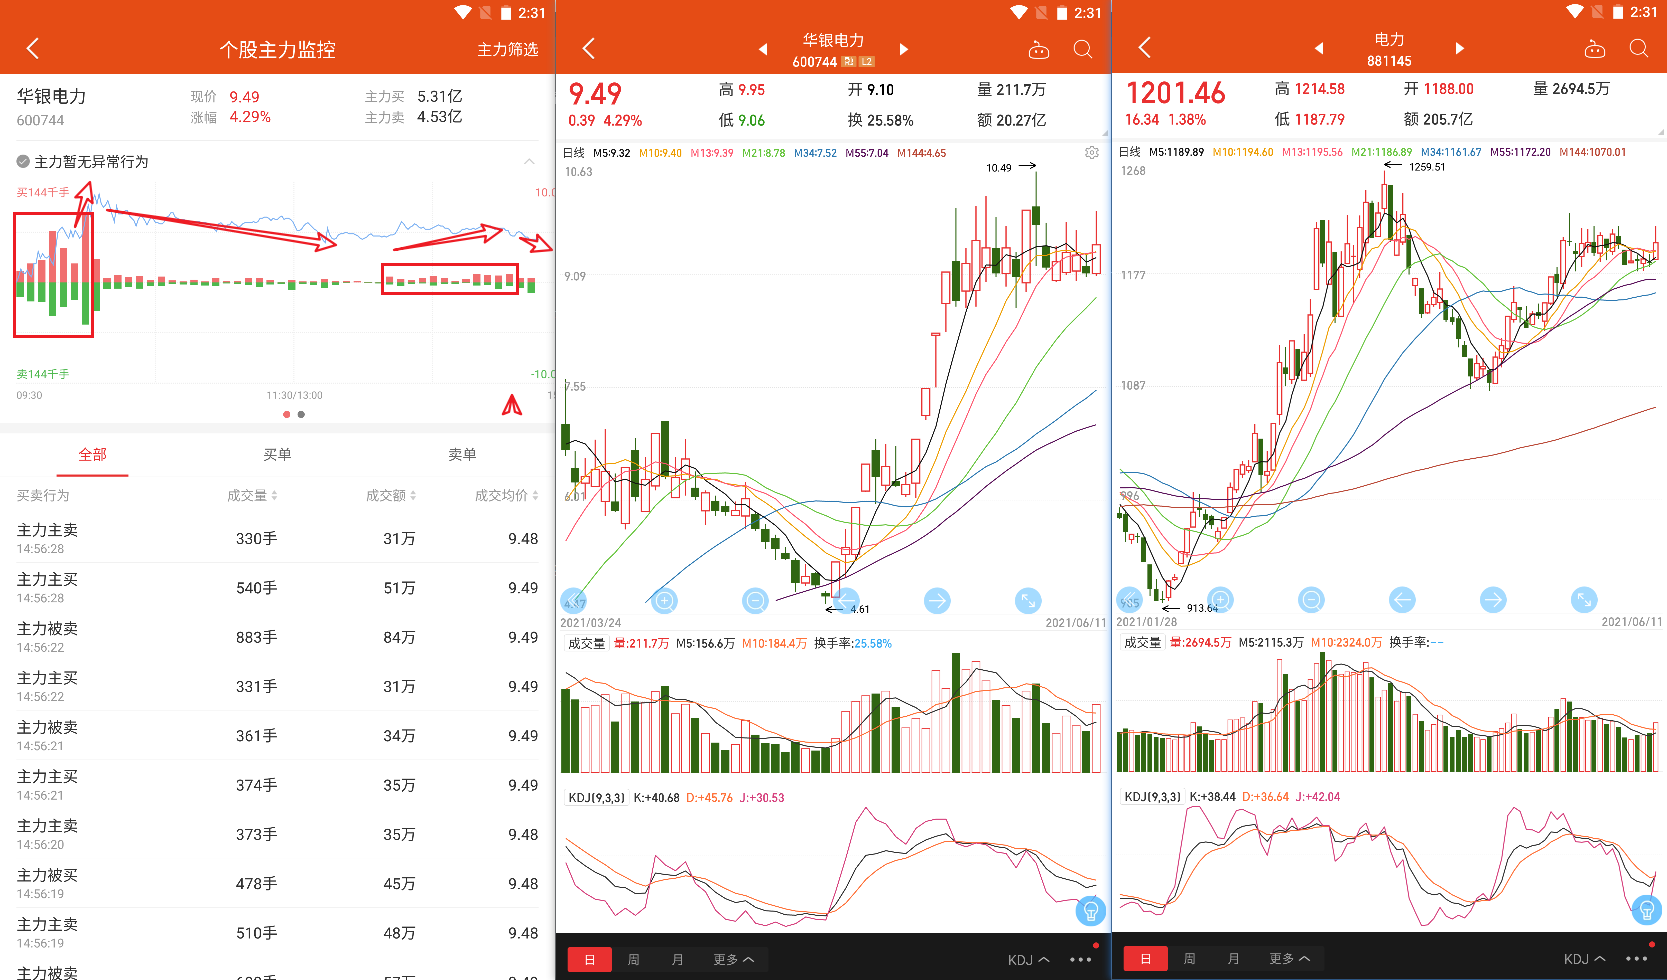 2:31
个股主力监控
主力筛选
华银电力
600744
现价 9.49
涨幅 4.29%
主力买 5.31亿
主力卖 4.53亿
主力暂无异常行为
买144千手
10.0
卖144千手
-10.0
09:30
11:30/13:00
全部
买单
卖单
买卖行为
成交量
成交额
成交均价
主力主卖 330手 31万 9.48
14:56:28
主力主买 540手 51万 9.49
14:56:28
主力被卖 883手 84万 9.49
14:56:22
主力主买 331手 31万 9.49
14:56:22
主力被卖 361手 34万 9.49
14:56:21
主力主买 374手 35万 9.49
14:56:21
主力主卖 373手 35万 9.48
14:56:20
主力被买 478手 45万 9.48
14:56:19
主力主卖 510手 48万 9.48
14:56:19
主力被卖
2:31
华银电力
600744 L2
9.49
0.39 4.29%
高 9.95
低 9.06
开 9.10
换 25.58%
量 211.7万
额 20.27亿
日线 M5:9.32 M10:9.40 M13:9.39 M21:8.78 M34:7.52 M55:7.04 M144:4.65
10.63
10.49
9.09
7.55
6.01
4.61
2021/03/24
2021/06/11
成交量 量:211.7万 M5:156.6万 M10:184.4万 换手率:25.58%
KDJ(9,3,3) K:+40.68 D:+45.76 J:+30.53
日
周
月
更多
KDJ
2:31
电力
881145
1201.46
16.34 1.38%
高 1214.58
低 1187.79
开 1188.00
额 205.7亿
量 2694.5万
日线 M5:1189.89 M10:1194.60 M13:1195.56 M21:1186.89 M34:1161.67 M55:1172.20 M144:1070.01
1268
1259.51
1177
1087
996
913.64
2021/01/28
2021/06/11
成交量 量:2694.5万 M5:2115.3万 M10:2324.0万 换手率:--
KDJ(9,3,3) K:+38.44 D:+36.64 J:+42.04
日
周
月
更多
KDJ